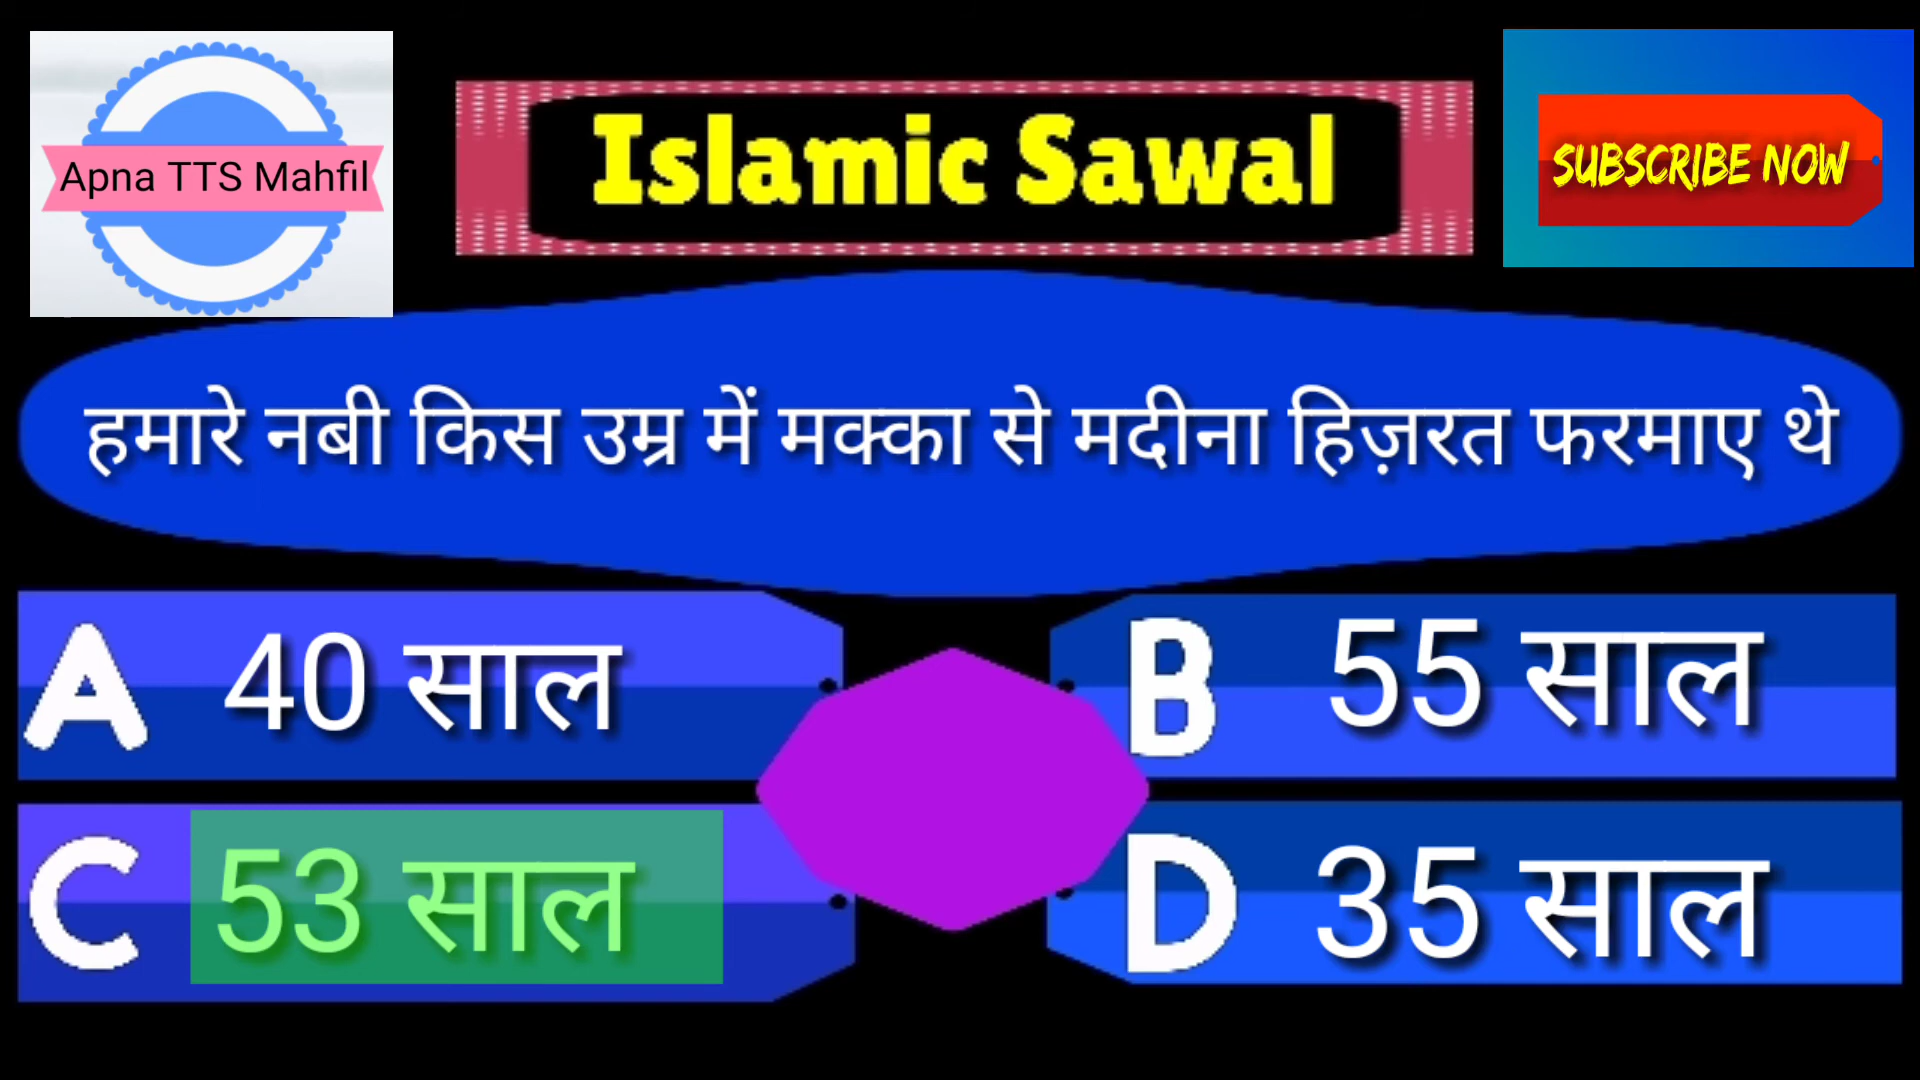 Apna TTS Mahfil
Islamic Sawal
SUBSCRIBE NOW
हमारे नबी किस उम्र में मक्का से मदीना हिज़रत फरमाए थे
A 40 साल
B 55 साल
C 53 साल
D 35 साल